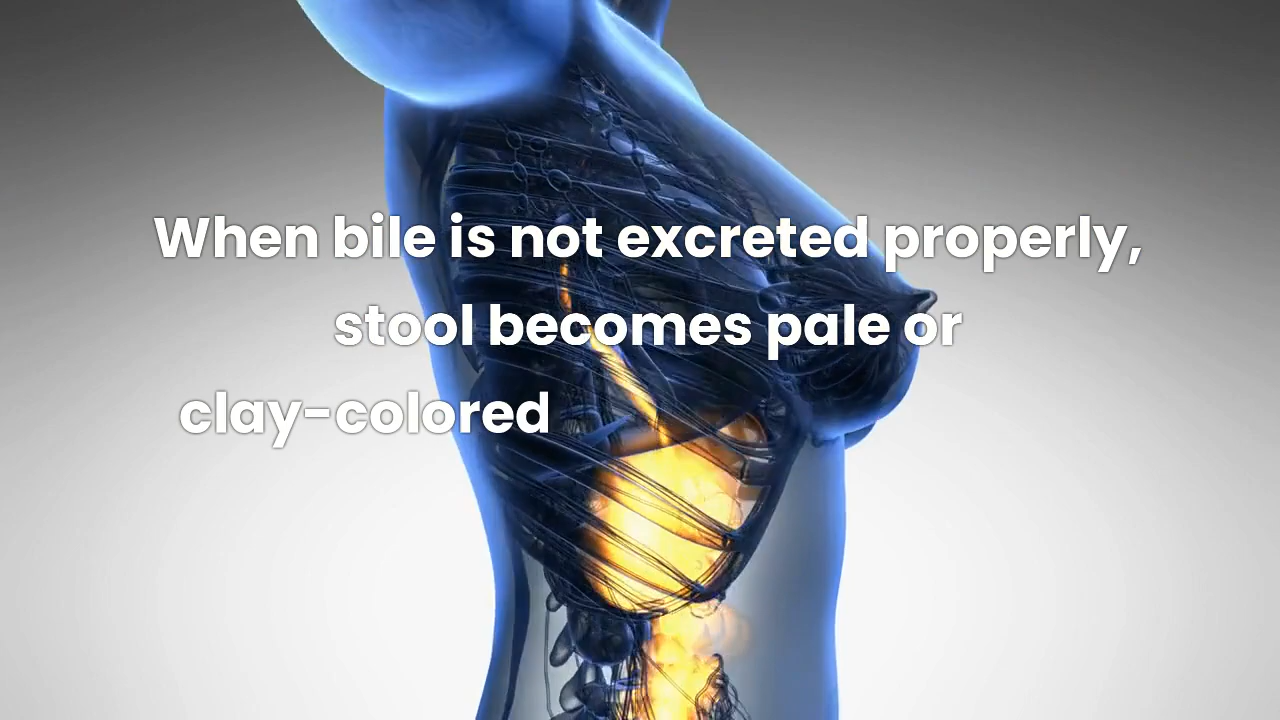 When bile is not excreted properly,
stool becomes pale or
clay-colored